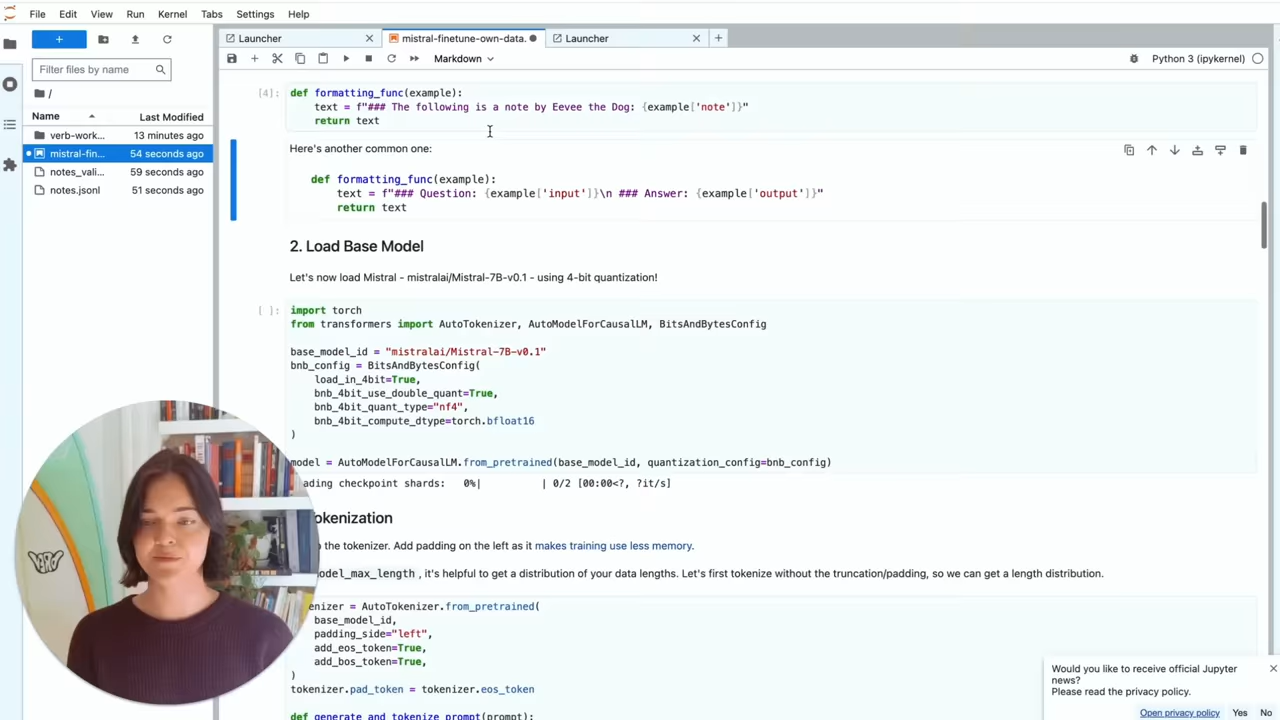 File Edit View Run Kernel Tabs Settings Help
Launcher
mistral-finetune-own-data.
Launcher
Filter files by name
Markdown
Python 3 (ipykernel)
/
Name Last Modified
verb-work... 13 minutes ago
mistral-fin... 54 seconds ago
notes_vali... 59 seconds ago
notes.jsonl 51 seconds ago
[4]: def formatting_func(example):
text = f"### The following is a note by Eevee the Dog: {example['note']}"
return text
Here's another common one:
def formatting_func(example):
text = f"### Question: {example['input']}\n ### Answer: {example['output']}"
return text
2. Load Base Model
Let's now load Mistral - mistralai/Mistral-7B-v0.1 - using 4-bit quantization!
[ ]: import torch
from transformers import AutoTokenizer, AutoModelForCausalLM, BitsAndBytesConfig
base_model_id = "mistralai/Mistral-7B-v0.1"
bnb_config = BitsAndBytesConfig(
load_in_4bit=True,
bnb_4bit_use_double_quant=True,
bnb_4bit_quant_type="nf4",
bnb_4bit_compute_dtype=torch.bfloat16
)
model = AutoModelForCausalLM.from_pretrained(base_model_id, quantization_config=bnb_config)
ading checkpoint shards: 0%| | 0/2 [00:00<?, ?it/s]
okenization
the tokenizer. Add padding on the left as it makes training use less memory.
odel_max_length, it's helpful to get a distribution of your data lengths. Let's first tokenize without the truncation/padding, so we can get a length distribution.
enizer = AutoTokenizer.from_pretrained(
base_model_id,
padding_side="left",
add_eos_token=True,
add_bos_token=True,
)
tokenizer.pad_token = tokenizer.eos_token
def generate_and_tokenize_prompt(prompt):
Would you like to receive official Jupyter
news?
Please read the privacy policy.
Open privacy policy Yes No